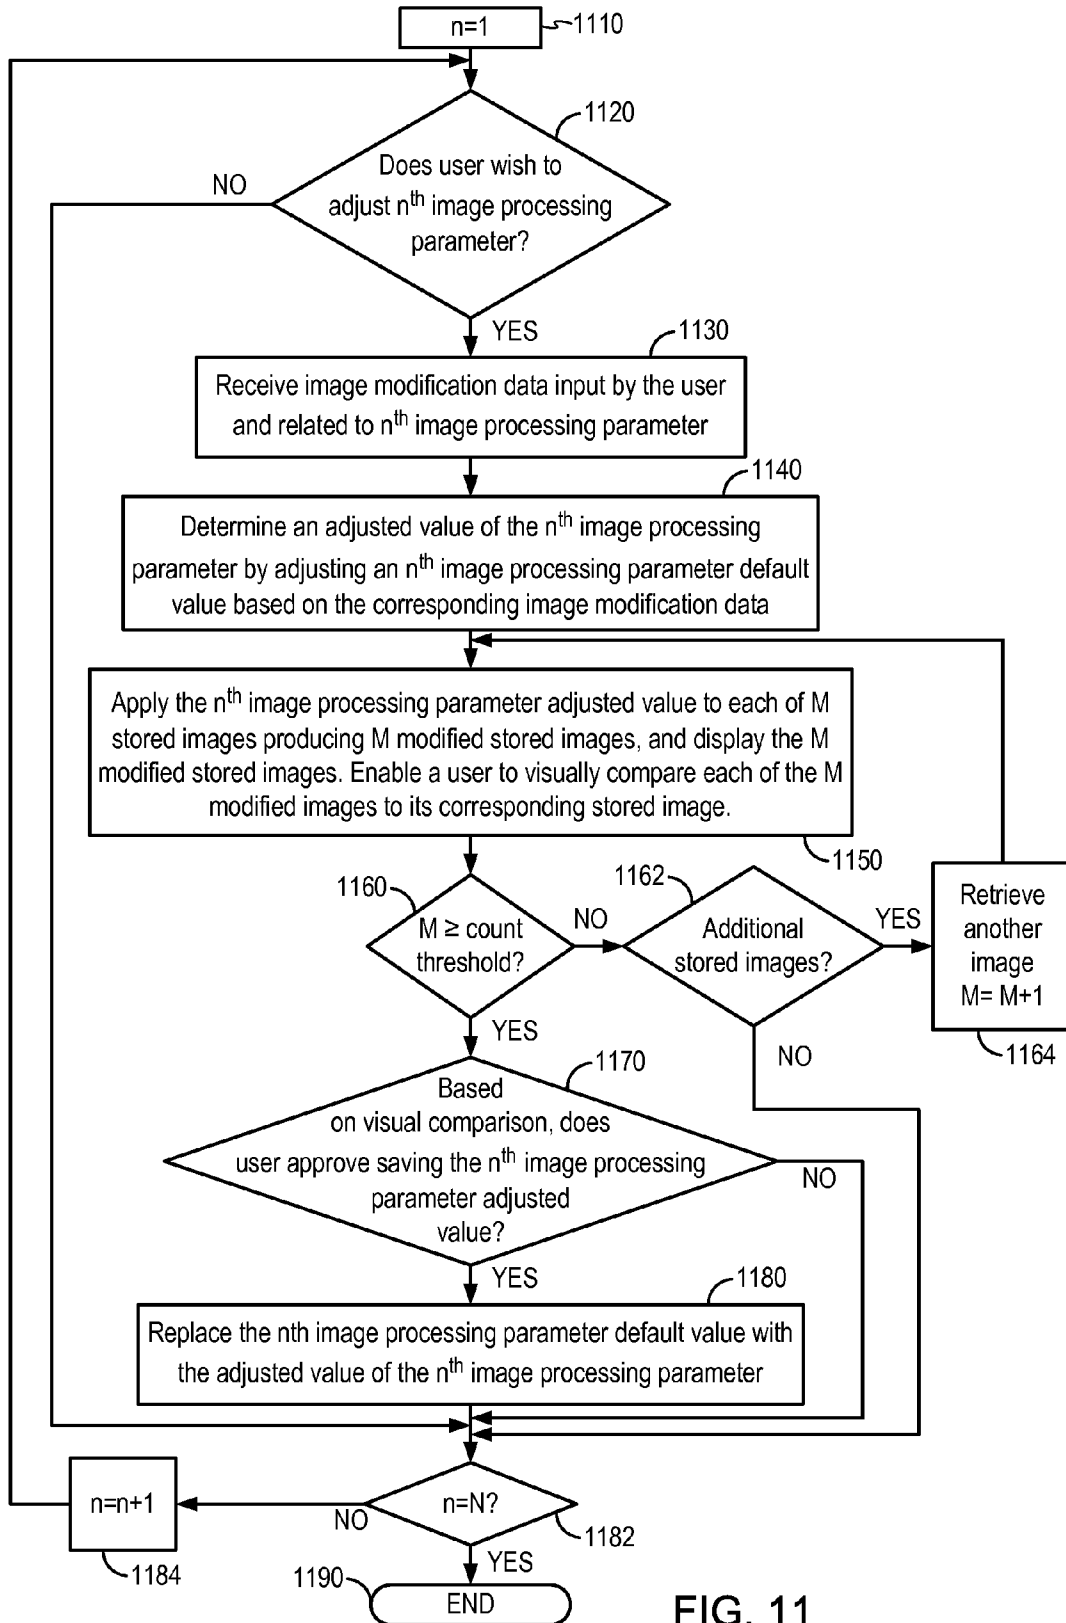 n=1
1110
1120
Does user wish to
adjust nth image processing
parameter?
NO
YES
1130
Receive image modification data input by the user
and related to nth image processing parameter
1140
Determine an adjusted value of the nth image processing
parameter by adjusting an nth image processing parameter default
value based on the corresponding image modification data
Apply the nth image processing parameter adjusted value to each of M
stored images producing M modified stored images, and display the M
modified stored images. Enable a user to visually compare each of the M
modified images to its corresponding stored image.
1150
1160
M ≥ count
threshold?
NO
YES
1162
Additional
stored images?
YES
NO
Retrieve
another
image
M= M+1
1164
1170
Based
on visual comparison, does
user approve saving the nth image processing
parameter adjusted
value?
NO
YES
1180
Replace the nth image processing parameter default value with
the adjusted value of the nth image processing parameter
n=N?
1182
NO
n=n+1
1184
YES
1190
END
FIG. 11